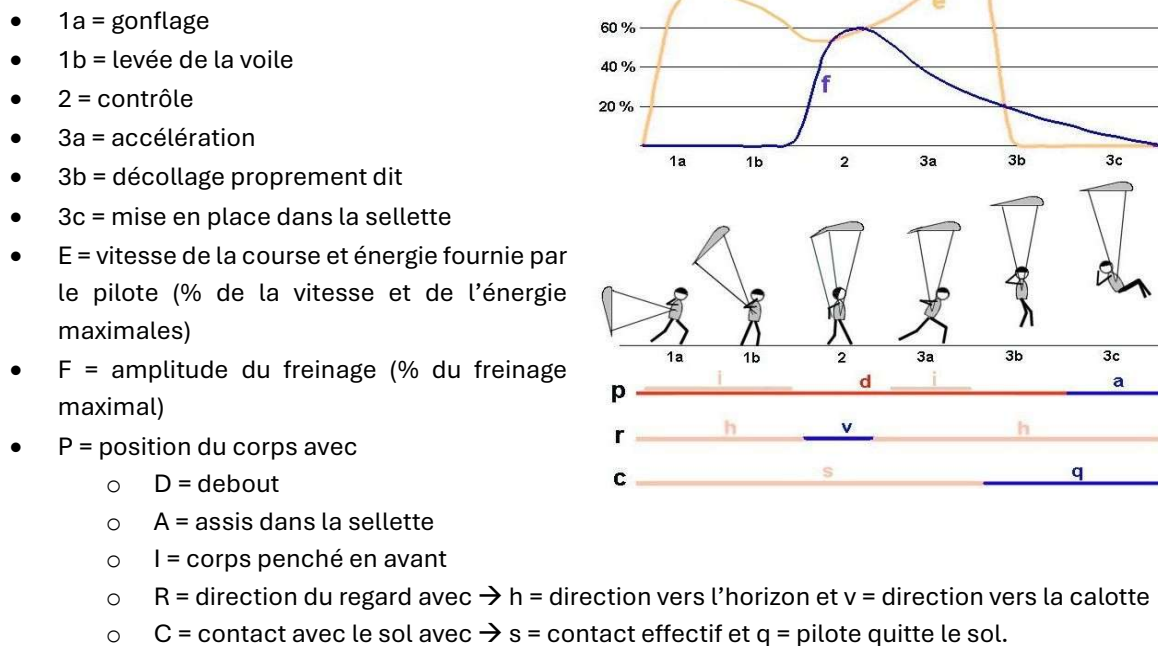 • 1a = gonflage
• 1b = levée de la voile
• 2 = contrôle
• 3a = accélération
• 3b = décollage proprement dit
• 3c = mise en place dans la sellette
• E = vitesse de la course et énergie fournie par
le pilote (% de la vitesse et de l’énergie
maximales)
• F = amplitude du freinage (% du freinage
maximal)
• P = position du corps avec
o D = debout
o A = assis dans la sellette
o I = corps penché en avant
o R = direction du regard avec → h = direction vers l’horizon et v = direction vers la calotte
o C = contact avec le sol avec → s = contact effectif et q = pilote quitte le sol.
e
60 %
40 %
f
20 %
1a 1b 2 3a 3b 3c
1a 1b 2 3a 3b 3c
p i d i a
r h v h
c s q